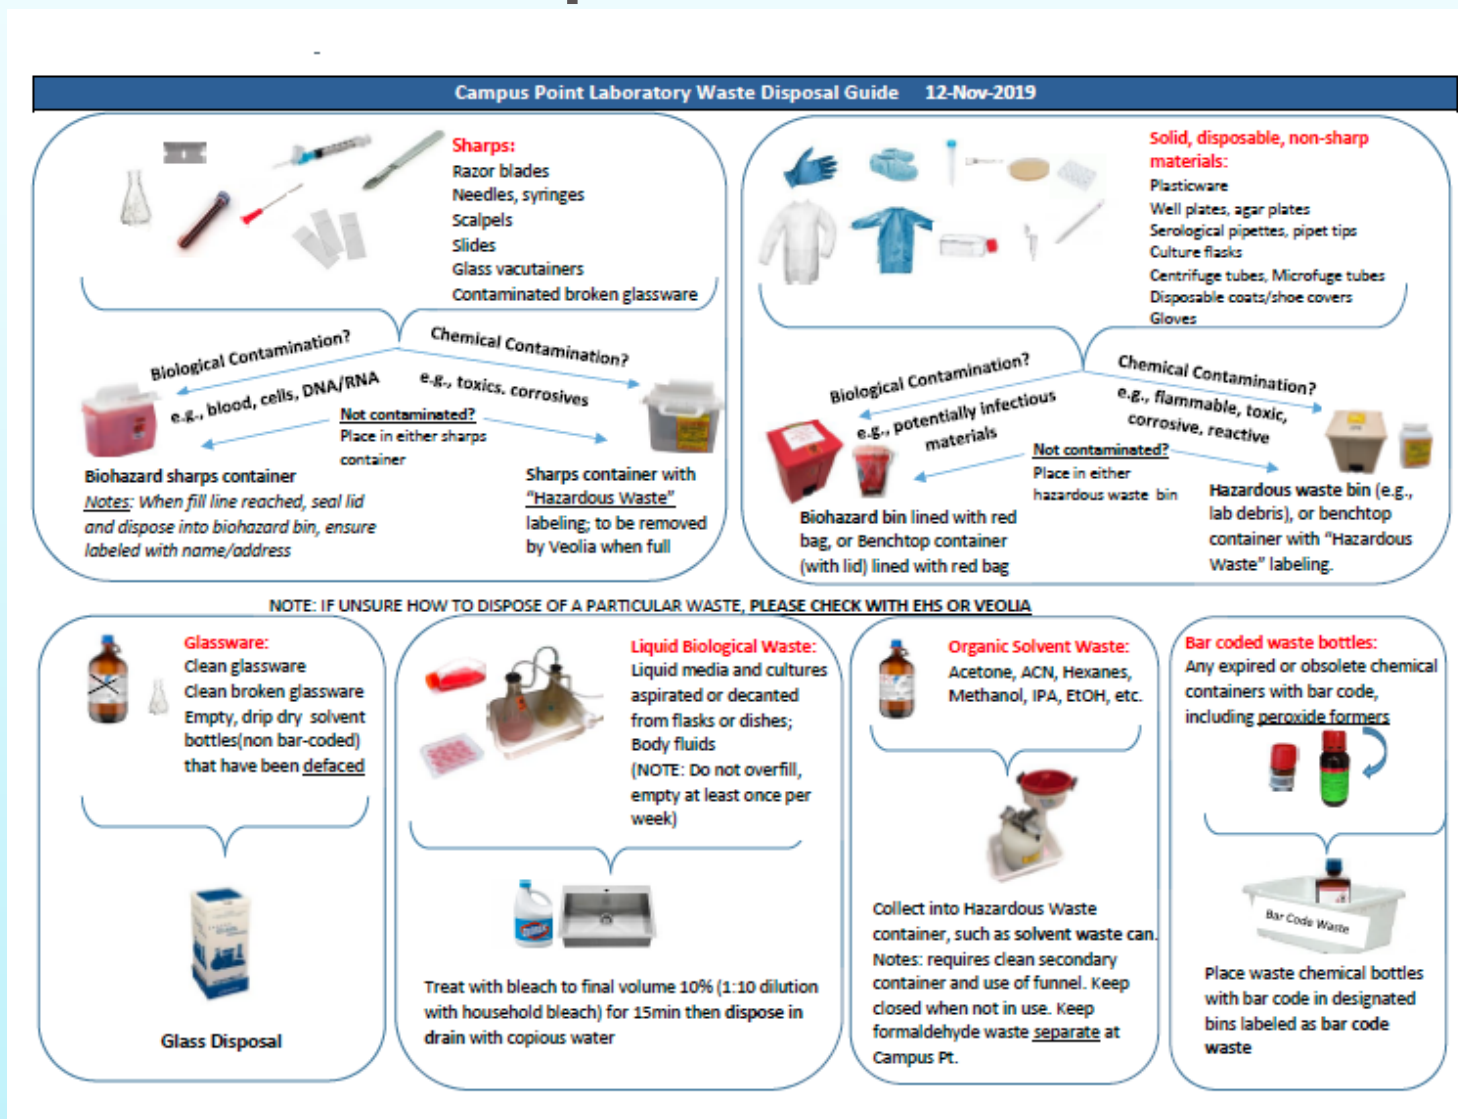 Campus Point Laboratory Waste Disposal Guide 12-Nov-2019
Sharps:
Razor blades
Needles, syringes
Scalpels
Slides
Glass vacutainers
Contaminated broken glassware
Biological Contamination?
e.g., blood, cells, DNA/RNA
Chemical Contamination?
e.g., toxics. corrosives
Not contaminated?
Place in either sharps
container
Biohazard sharps container
Notes: When fill line reached, seal lid
and dispose into biohazard bin, ensure
labeled with name/address
Sharps container with
"Hazardous Waste"
labeling; to be removed
by Veolia when full
Solid, disposable, non-sharp
materials:
Plasticware
Well plates, agar plates
Serological pipettes, pipet tips
Culture flasks
Centrifuge tubes, Microfuge tubes
Disposable coats/shoe covers
Gloves
Biological Contamination?
e.g., potentially infectious
materials
Chemical Contamination?
e.g., flammable, toxic,
corrosive, reactive
Not contaminated?
Place in either
hazardous waste bin
Biohazard bin lined with red
bag, or Benchtop container
(with lid) lined with red bag
Hazardous waste bin (e.g.,
lab debris), or benchtop
container with "Hazardous
Waste" labeling.
NOTE: IF UNSURE HOW TO DISPOSE OF A PARTICULAR WASTE, PLEASE CHECK WITH EHS OR VEOLIA
Glassware:
Clean glassware
Clean broken glassware
Empty, drip dry solvent
bottles(non bar-coded)
that have been defaced
Glass Disposal
Liquid Biological Waste:
Liquid media and cultures
aspirated or decanted
from flasks or dishes;
Body fluids
(NOTE: Do not overfill,
empty at least once per
week)
Treat with bleach to final volume 10% (1:10 dilution
with household bleach) for 15min then dispose in
drain with copious water
Organic Solvent Waste:
Acetone, ACN, Hexanes,
Methanol, IPA, EtOH, etc.
Collect into Hazardous Waste
container, such as solvent waste can.
Notes: requires clean secondary
container and use of funnel. Keep
closed when not in use. Keep
formaldehyde waste separate at
Campus Pt.
Bar coded waste bottles:
Any expired or obsolete chemical
containers with bar code,
including peroxide formers
Bar Code Waste
Place waste chemical bottles
with bar code in designated
bins labeled as bar code
waste